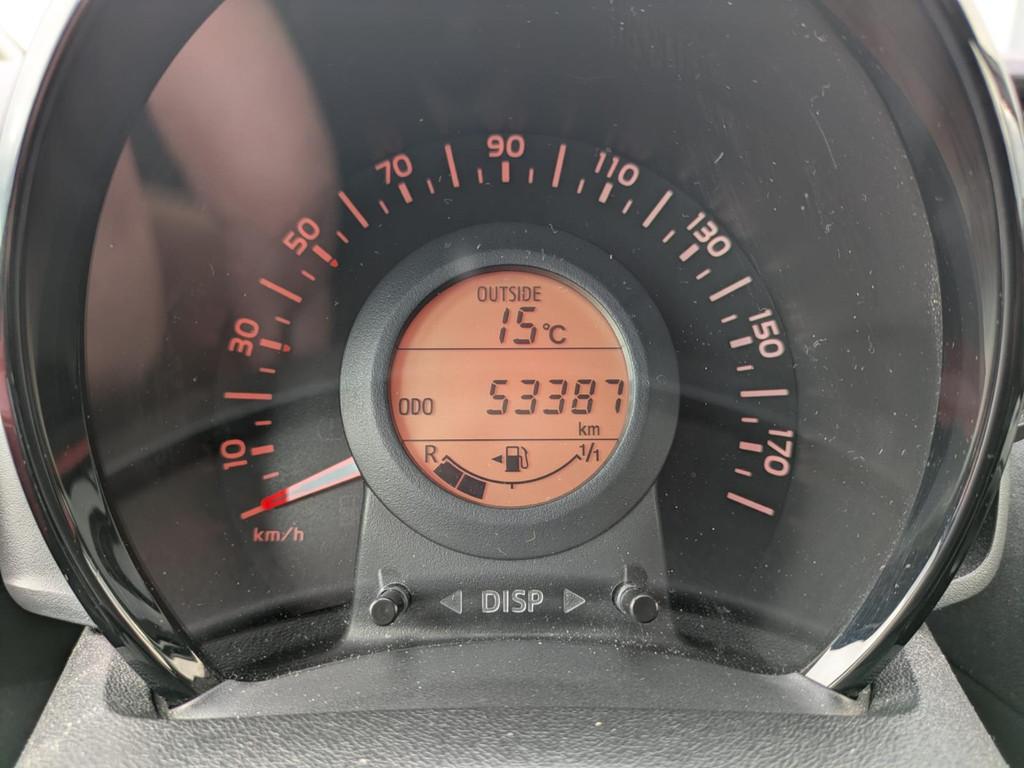 90
70
110
50
130
30
150
10
170
km/h
OUTSIDE
15°C
ODO 53387
km
R 1/1
DISP